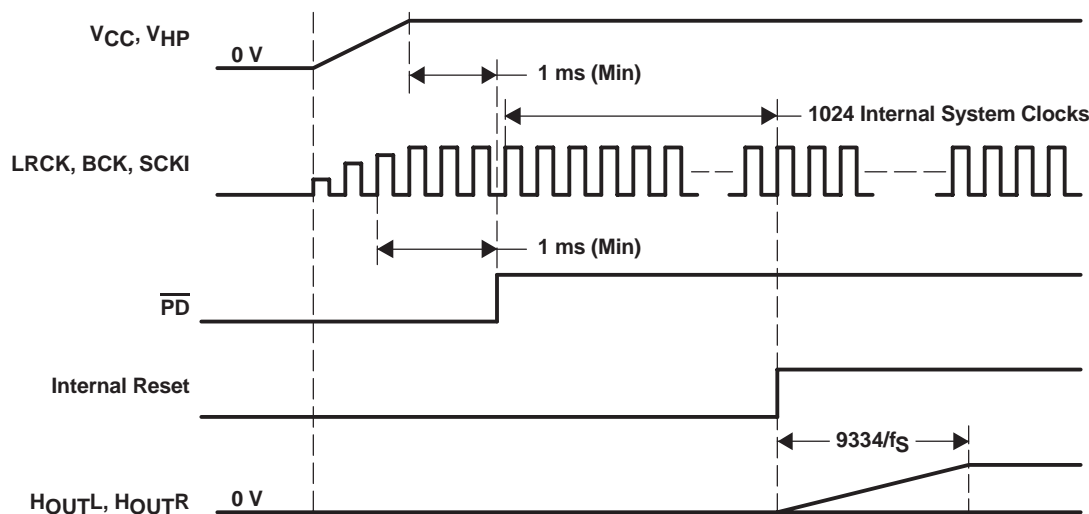 VCC, VHP
0 V
1 ms (Min)
1024 Internal System Clocks
LRCK, BCK, SCKI
1 ms (Min)
PD
Internal Reset
9334/fS
HOUTL, HOUTR
0 V